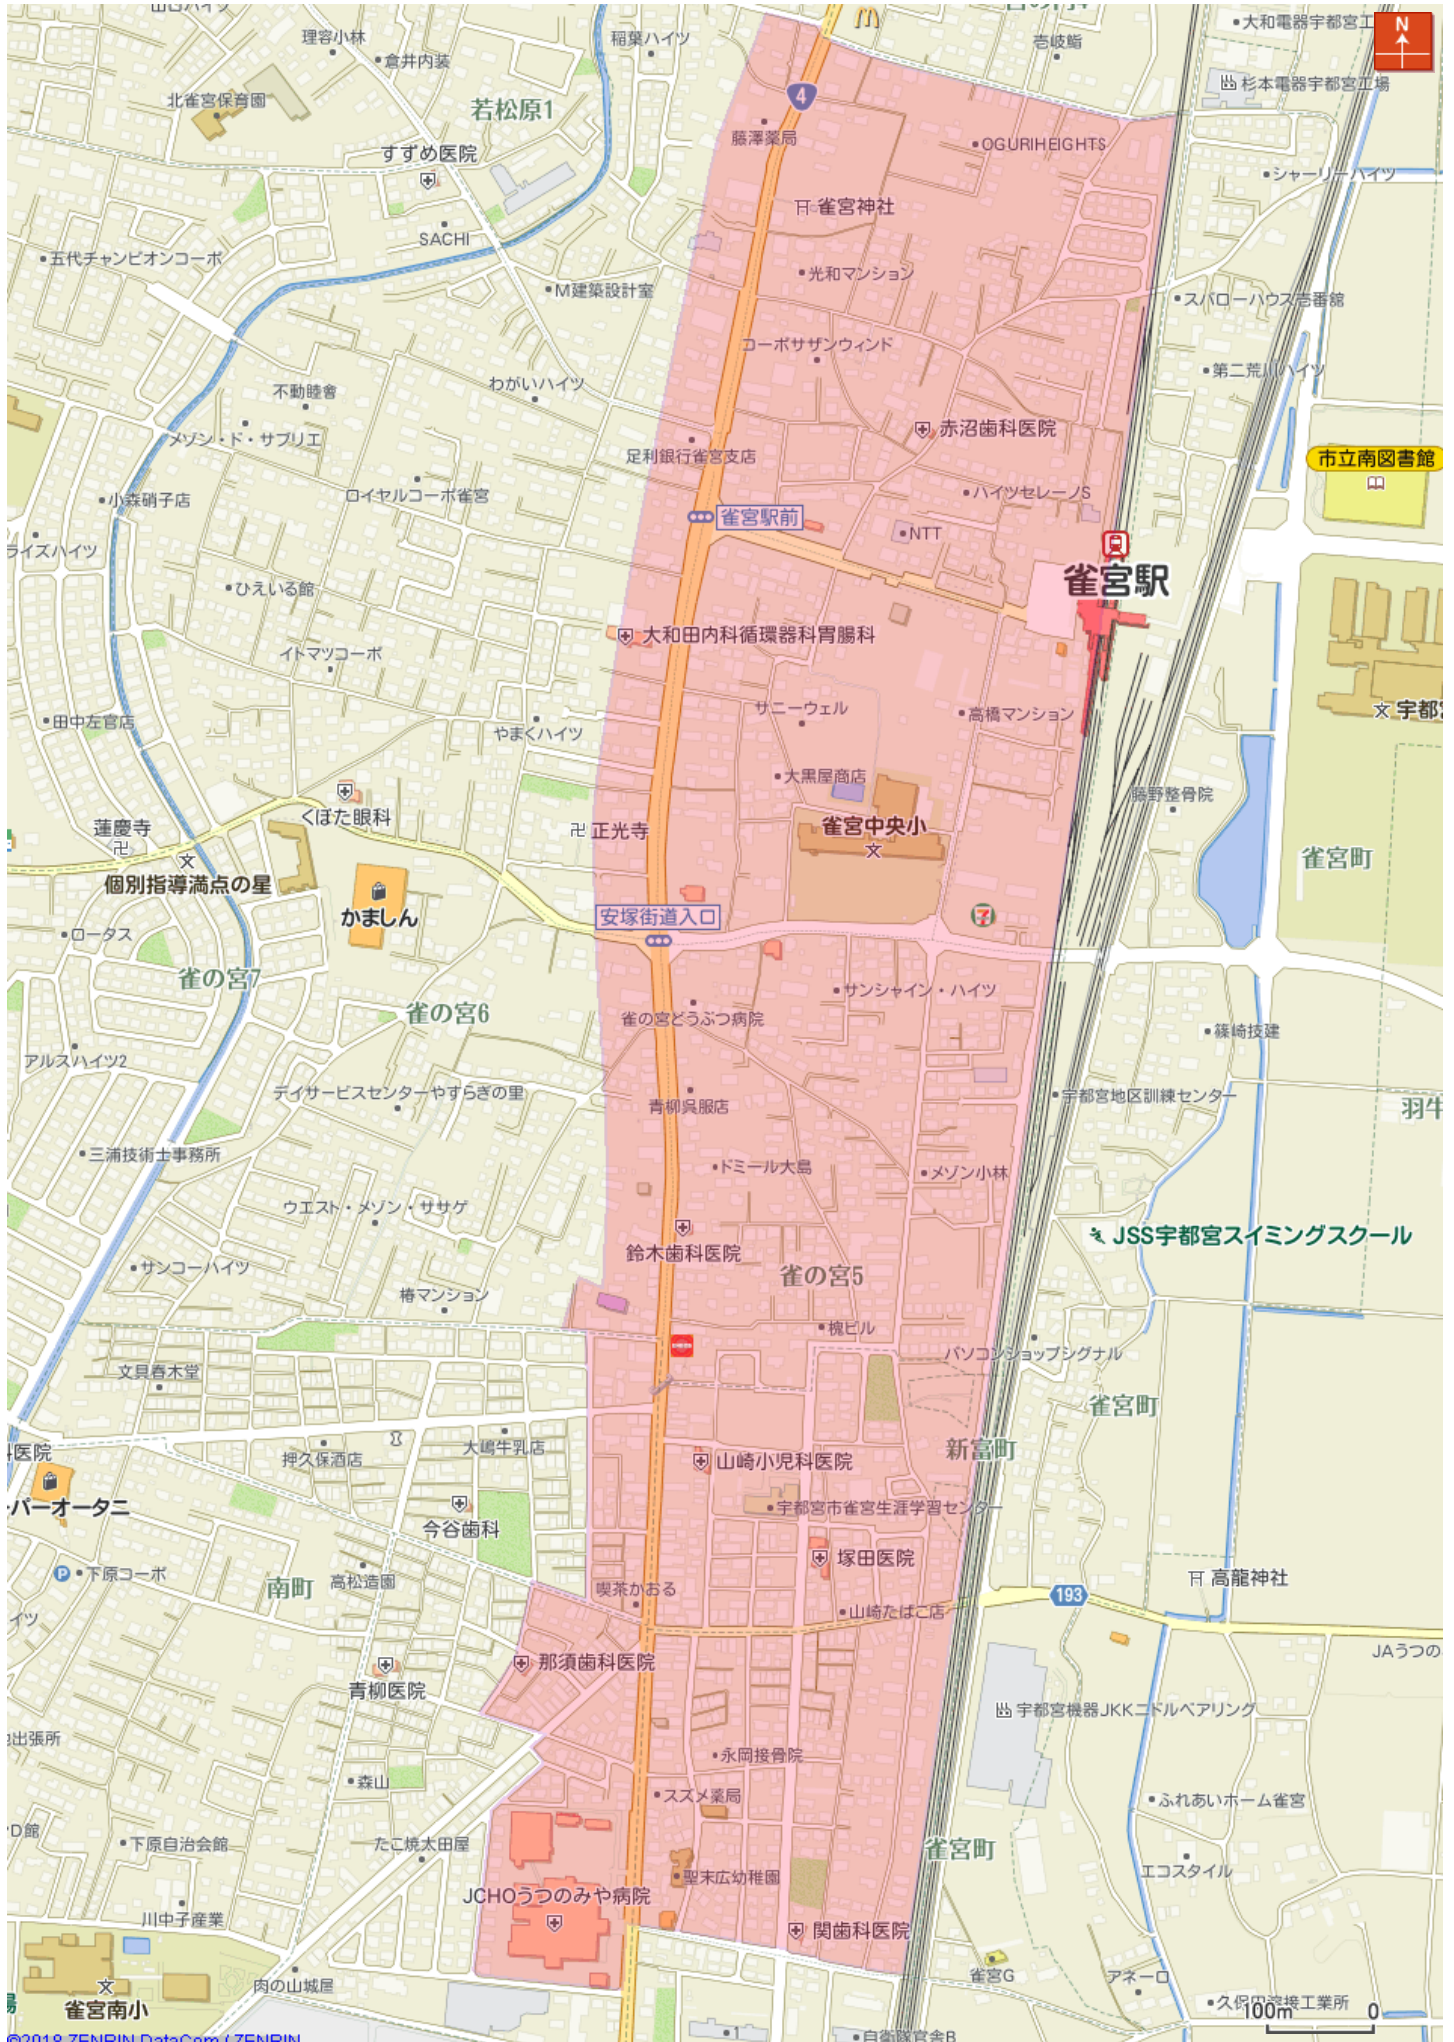 大和電器宇都宮工
N
理容小林
稲葉ハイツ
壱岐鮨
倉井内装
杉本電器宇都宮工場
北雀宮保育園
若松原1
4
藤澤薬局
OGURIHEIGHTS
すずめ医院
シャーリーハイツ
雀宮神社
SACHI
五代チャンピオンコーポ
光和マンション
M建築設計室
スパローハウス壱番館
コーポサザンウィンド
第二荒川ハイツ
不動睦會
わがいハイツ
赤沼歯科医院
メゾン・ド・サブリエ
足利銀行雀宮支店
市立南図書館
小森硝子店
ロイヤルコーポ雀宮
ハイツセレーノS
雀宮駅前
NTT
ライズハイツ
雀宮駅
ひえいる館
大和田内科循環器科胃腸科
イトマツコーポ
サニーウェル
高橋マンション
宇都宮
田中左官店
やまくハイツ
大黒屋商店
藤野整骨院
くぼた眼科
蓮慶寺
正光寺
雀宮中央小
雀宮町
個別指導満点の星
かましん
安塚街道入口
ロータス
雀の宮7
サンシャイン・ハイツ
雀の宮6
雀の宮どうぶつ病院
篠崎技建
アルスハイツ2
デイサービスセンターやすらぎの里
宇都宮地区訓練センター
青柳呉服店
羽牛
三浦技術士事務所
ドミール大島
メゾン小林
ウエスト・メゾン・ササゲ
JSS宇都宮スイミングスクール
鈴木歯科医院
サンコーハイツ
雀の宮5
椿マンション
槐ビル
パソコンショップシグナル
文具春木堂
雀宮町
大嶋牛乳店
科医院
押久保酒店
新富町
山崎小児科医院
ーパーオータニ
宇都宮市雀宮生涯学習センター
今谷歯科
塚田医院
P
下原コーポ
南町
高松造園
喫茶かおる
193
高龍神社
イツ
山崎たばこ店
JAうつの
那須歯科医院
青柳医院
宇都宮機器JKKニドルベアリング
出張所
永岡接骨院
森山
スズメ薬局
ふれあいホーム雀宮
D館
下原自治会館
たこ焼太田屋
雀宮町
エコスタイル
聖末広幼稚園
JCHOうつのみや病院
川中子産業
関歯科医院
肉の山城屋
雀宮G
アネーロ
雀宮南小
久保田溶接工業所
100m 0
1
自衛隊官舎B
©2018 ZENRIN DataCom / ZENRIN